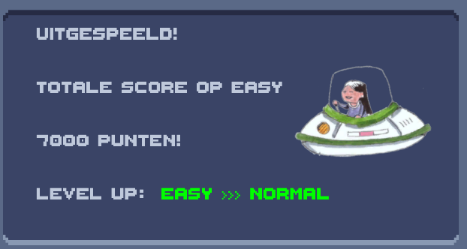 UITGESPEELD!
TOTALE SCORE OP EASY
7000 PUNTEN!
LEVEL UP: EASY >>> NORMAL